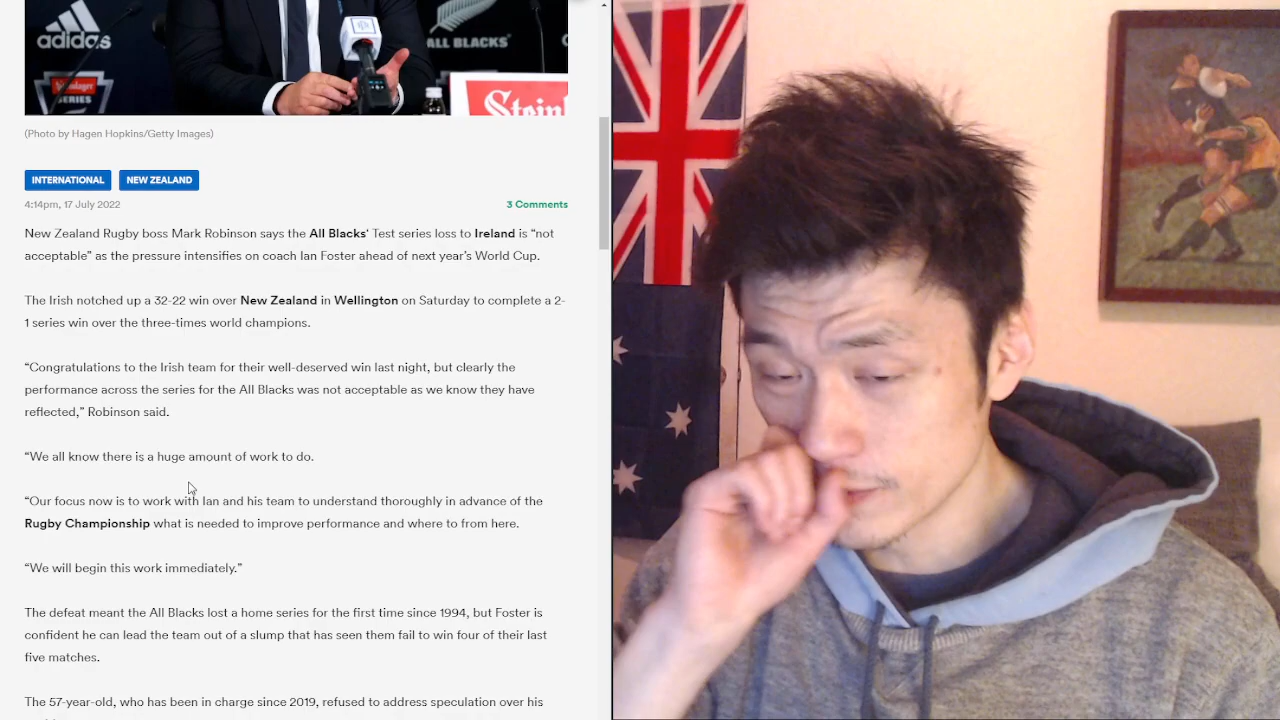 adidas
ALL BLACKS
Steinlager
SERIES
Stein
(Photo by Hagen Hopkins/Getty Images)
INTERNATIONAL NEW ZEALAND
4:14pm, 17 July 2022 3 Comments
New Zealand Rugby boss Mark Robinson says the All Blacks' Test series loss to Ireland is “not
acceptable” as the pressure intensifies on coach Ian Foster ahead of next year’s World Cup.
The Irish notched up a 32-22 win over New Zealand in Wellington on Saturday to complete a 2-
1 series win over the three-times world champions.
“Congratulations to the Irish team for their well-deserved win last night, but clearly the
performance across the series for the All Blacks was not acceptable as we know they have
reflected,” Robinson said.
“We all know there is a huge amount of work to do.
“Our focus now is to work with Ian and his team to understand thoroughly in advance of the
Rugby Championship what is needed to improve performance and where to from here.
“We will begin this work immediately.”
The defeat meant the All Blacks lost a home series for the first time since 1994, but Foster is
confident he can lead the team out of a slump that has seen them fail to win four of their last
five matches.
The 57-year-old, who has been in charge since 2019, refused to address speculation over his